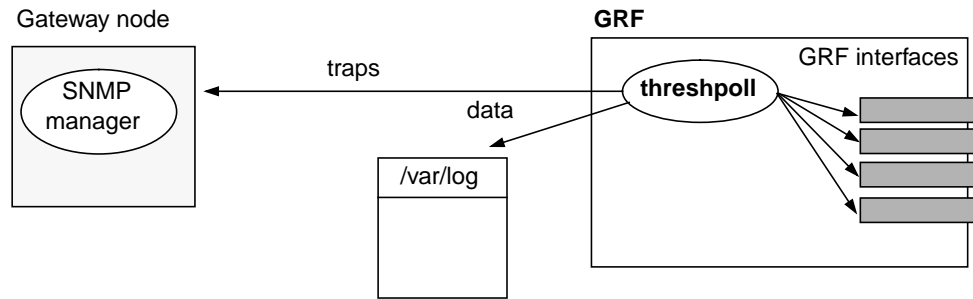 Gateway node
GRF
GRF interfaces
traps
SNMP
manager
threshpoll
data
/var/log